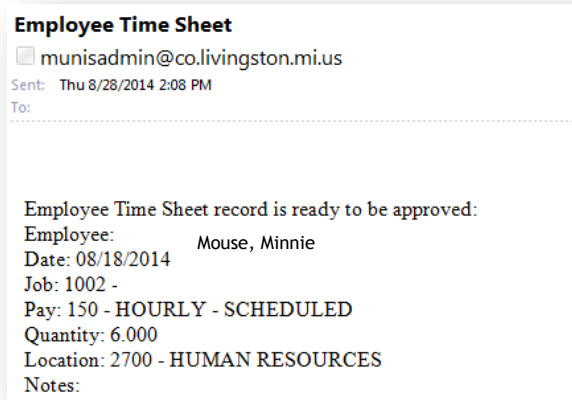 Employee Time Sheet
munisadmin@co.livingston.mi.us
Sent: Thu 8/28/2014 2:08 PM
To:
Employee Time Sheet record is ready to be approved:
Employee: Mouse, Minnie
Date: 08/18/2014
Job: 1002 -
Pay: 150 - HOURLY - SCHEDULED
Quantity: 6.000
Location: 2700 - HUMAN RESOURCES
Notes: